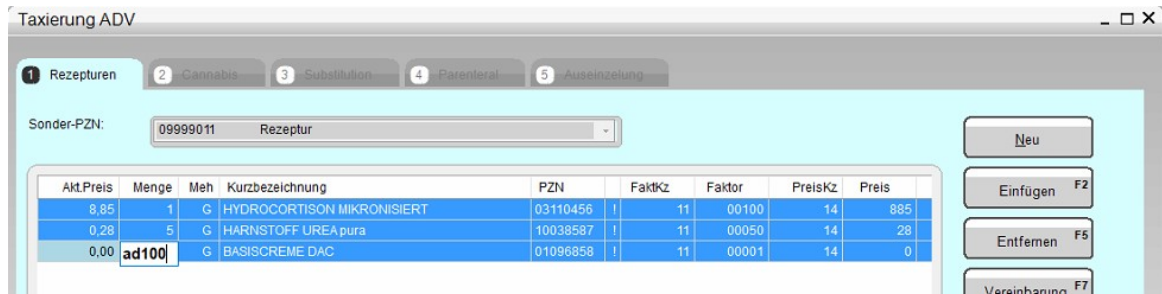 Taxierung ADV
1 Rezepturen 2 Cannabis 3 Substitution 4 Parenteral 5 Auseinzelung
Sonder-PZN: 09999011 Rezeptur
Neu
Akt.Preis Menge Meh Kurzbezeichnung PZN FaktKz Faktor PreisKz Preis
Einfügen F2
8,85 1 G HYDROCORTISON MIKRONISIERT 03110456 ! 11 00100 14 885
0,28 5 G HARNSTOFF UREA pura 10038587 ! 11 00050 14 28
Entfernen F5
0,00 ad100 G BASISCREME DAC 01096858 ! 11 00001 14 0
Vereinbarung F7